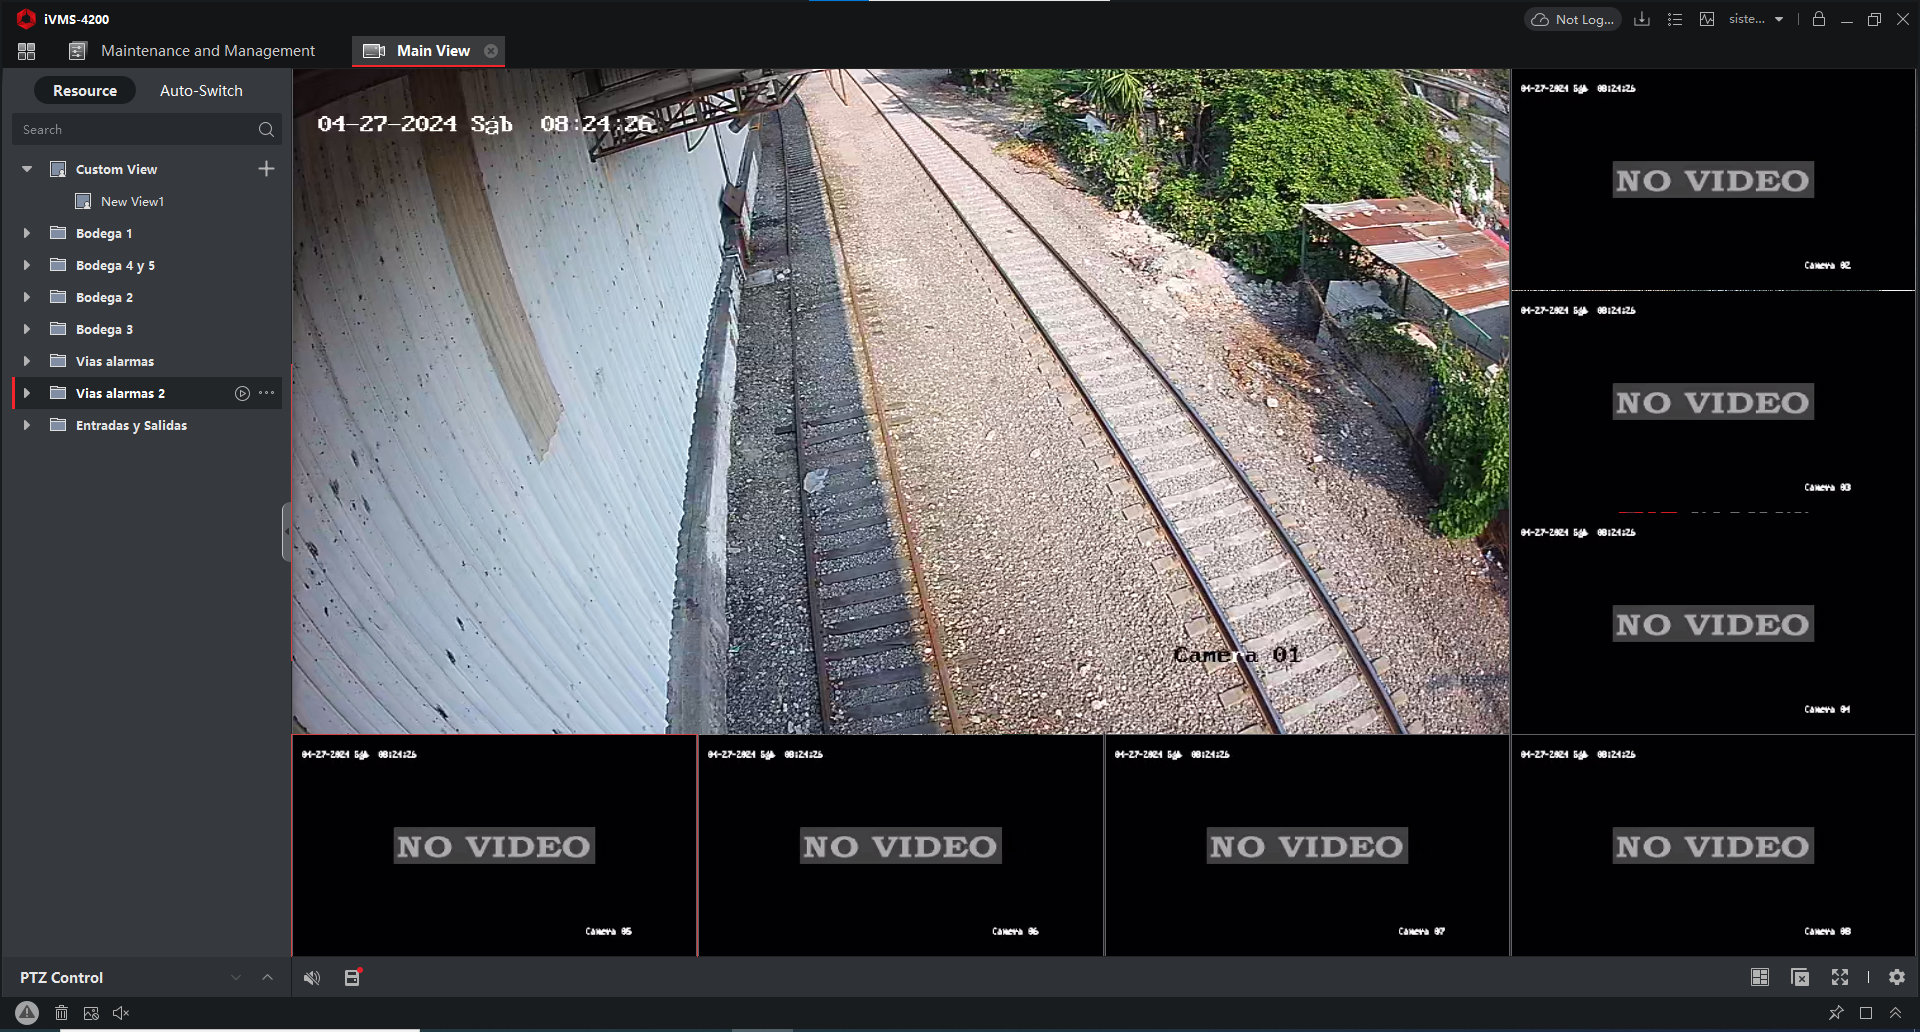 iVMS-4200
Not Log...
siste...
Maintenance and Management
Main View
Resource
Auto-Switch
Search
Custom View
New View1
Bodega 1
Bodega 4 y 5
Bodega 2
Bodega 3
Vias alarmas
Vias alarmas 2
Entradas y Salidas
PTZ Control
04-27-2024 Sáb 08:24:26
Camera 01
04-27-2024 Sáb 08:24:26
NO VIDEO
Camera 02
04-27-2024 Sáb 08:24:26
NO VIDEO
Camera 03
04-27-2024 Sáb 08:24:26
NO VIDEO
Camera 04
04-27-2024 Sáb 08:24:26
NO VIDEO
Camera 05
04-27-2024 Sáb 08:24:26
NO VIDEO
Camera 06
04-27-2024 Sáb 08:24:26
NO VIDEO
Camera 07
04-27-2024 Sáb 08:24:26
NO VIDEO
Camera 08